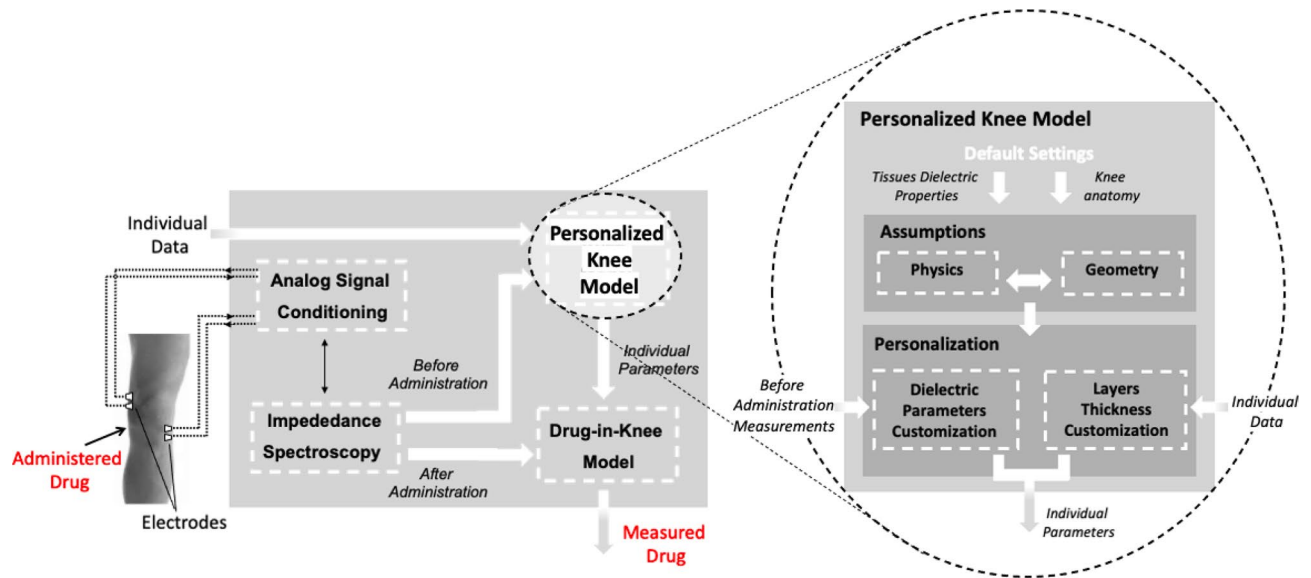 Individual
Data
Analog Signal
Conditioning
Before
Administration
Impededance
Spectroscopy
After
Administration
Administered
Drug
Electrodes
Personalized
Knee
Model
Individual
Parameters
Drug-in-Knee
Model
Measured
Drug
Personalized Knee Model
Default Settings
Tissues Dielectric
Properties
Knee
anatomy
Assumptions
Physics
Geometry
Personalization
Before
Administration
Measurements
Dielectric
Parameters
Customization
Layers
Thickness
Customization
Individual
Data
Individual
Parameters